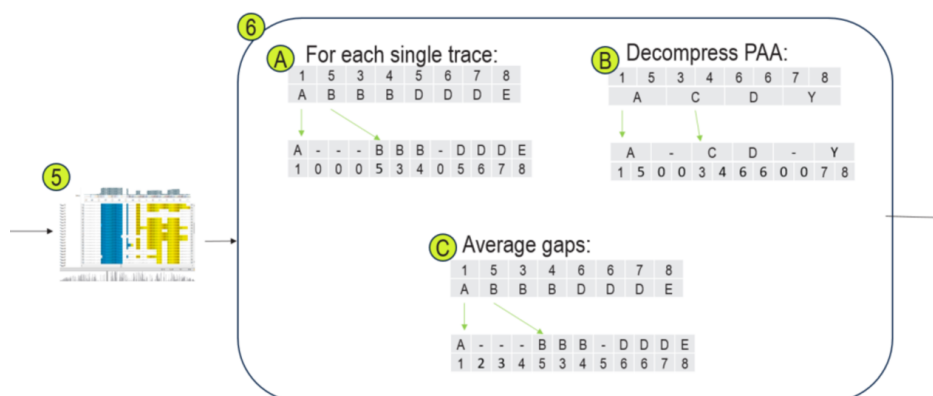 6
A For each single trace:
1 5 3 4 5 6 7 8
A B B B D D D E
A - - - B B B - D D D E
1 0 0 0 5 3 4 0 5 6 7 8
B Decompress PAA:
1 5 3 4 6 6 7 8
A C D Y
A - C D - Y
1 5 0 0 3 4 6 6 0 0 7 8
5
C Average gaps:
1 5 3 4 6 6 7 8
A B B B D D D E
A - - - B B B - D D D E
1 2 3 4 5 3 4 5 6 6 7 8